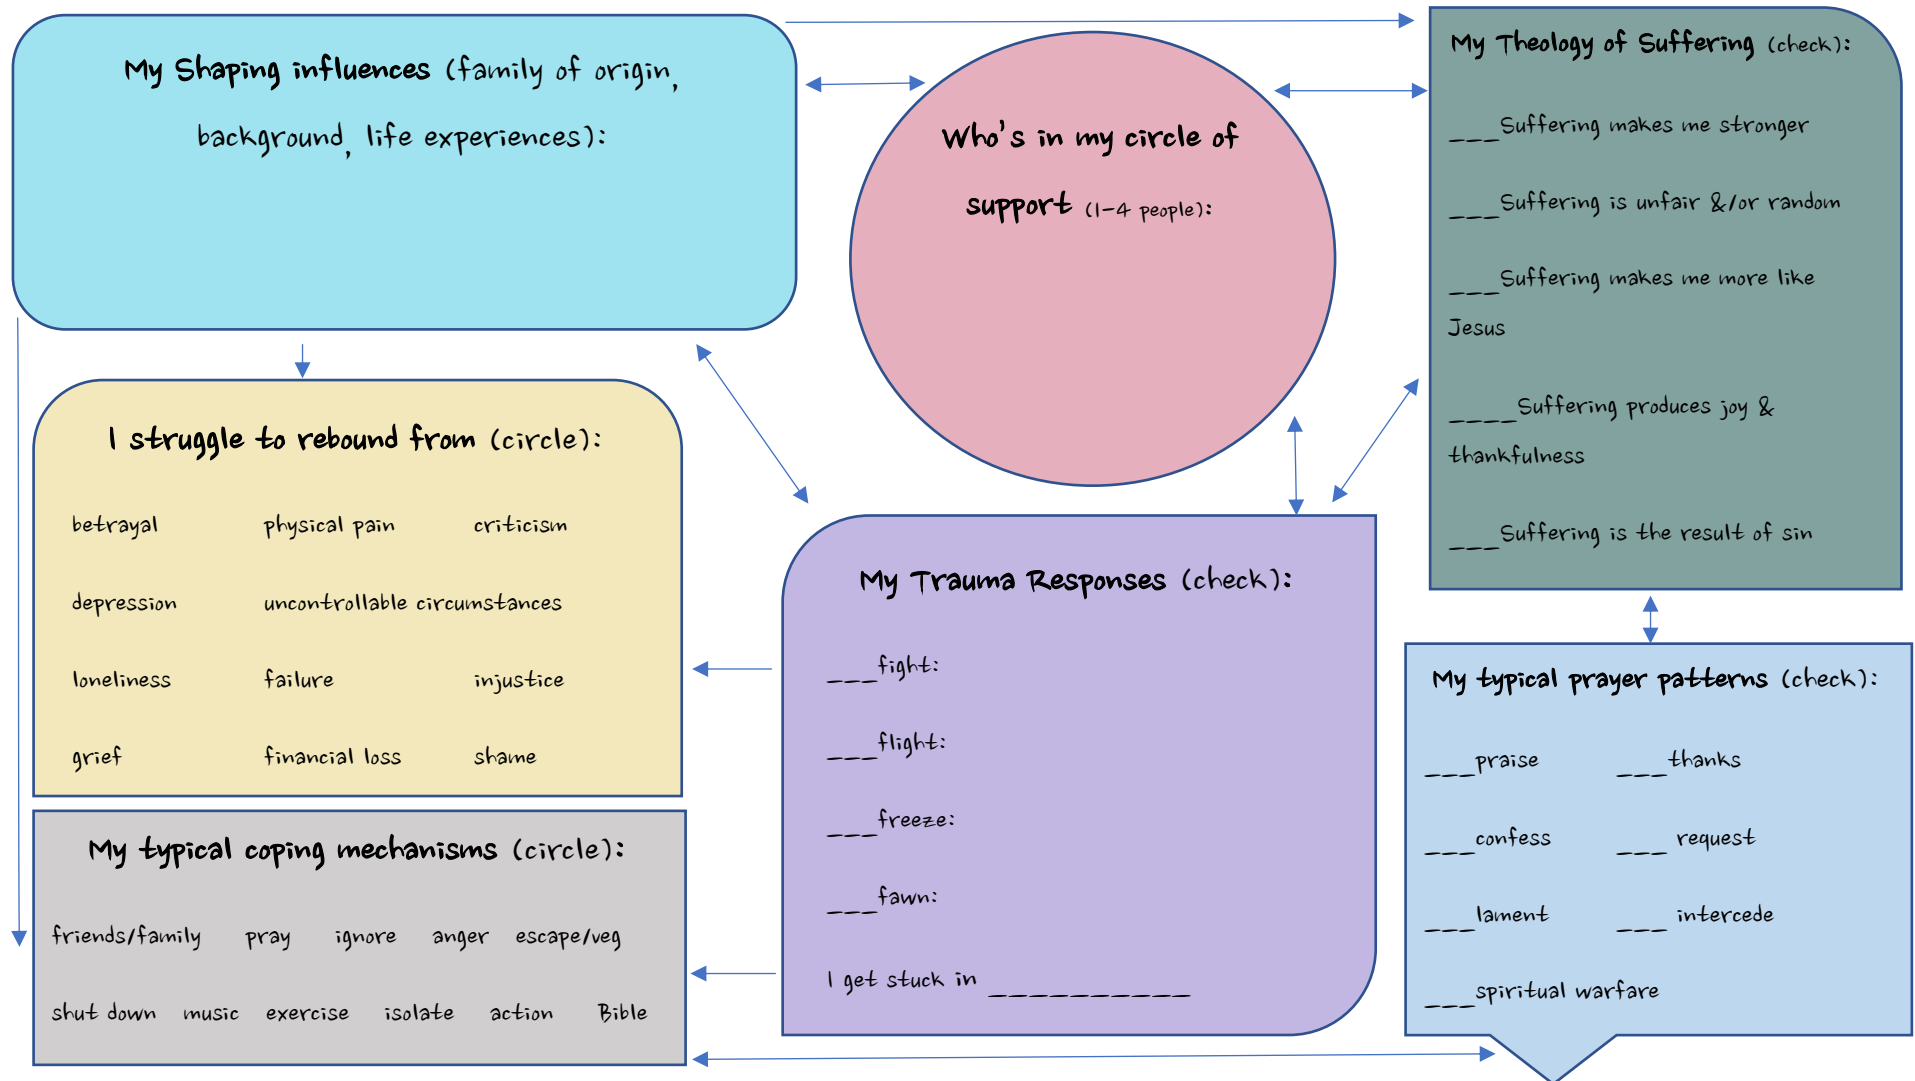 My Shaping influences (family of origin,
background, life experiences):
Who's in my circle of
support (1-4 people):
My Theology of Suffering (check):
___Suffering makes me stronger
___Suffering is unfair &/or random
___Suffering makes me more like
Jesus
____Suffering produces joy &
thankfulness
___Suffering is the result of sin
I struggle to rebound from (circle):
betrayal physical pain criticism
depression uncontrollable circumstances
loneliness failure injustice
grief financial loss shame
My Trauma Responses (check):
___fight:
___flight:
___freeze:
___fawn:
I get stuck in ____________
My typical prayer patterns (check):
___praise ___thanks
___confess ___ request
___lament ___ intercede
___spiritual warfare
My typical coping mechanisms (circle):
friends/family pray ignore anger escape/veg
shut down music exercise isolate action Bible